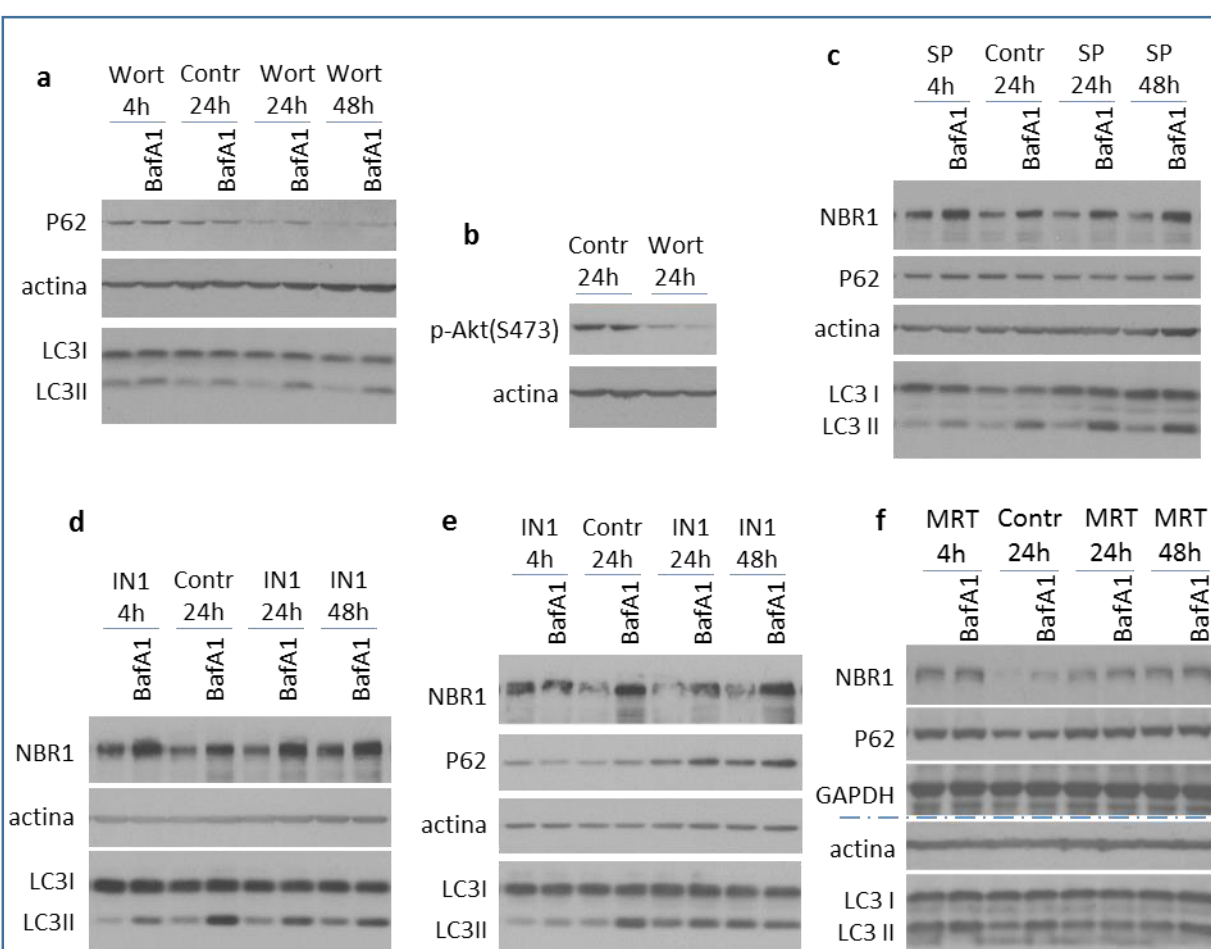 a
Wort Contr Wort Wort
4h 24h 24h 48h
BafA1 BafA1 BafA1 BafA1
P62
actina
LC3I
LC3II
b
Contr Wort
24h 24h
p-Akt(S473)
actina
c
SP Contr SP SP
4h 24h 24h 48h
BafA1 BafA1 BafA1 BafA1
NBR1
P62
actina
LC3 I
LC3 II
d
IN1 Contr IN1 IN1
4h 24h 24h 48h
BafA1 BafA1 BafA1 BafA1
NBR1
actina
LC3I
LC3II
e
IN1 Contr IN1 IN1
4h 24h 24h 48h
BafA1 BafA1 BafA1 BafA1
NBR1
P62
actina
LC3I
LC3II
f
MRT Contr MRT MRT
4h 24h 24h 48h
BafA1 BafA1 BafA1 BafA1
NBR1
P62
GAPDH
actina
LC3 I
LC3 II